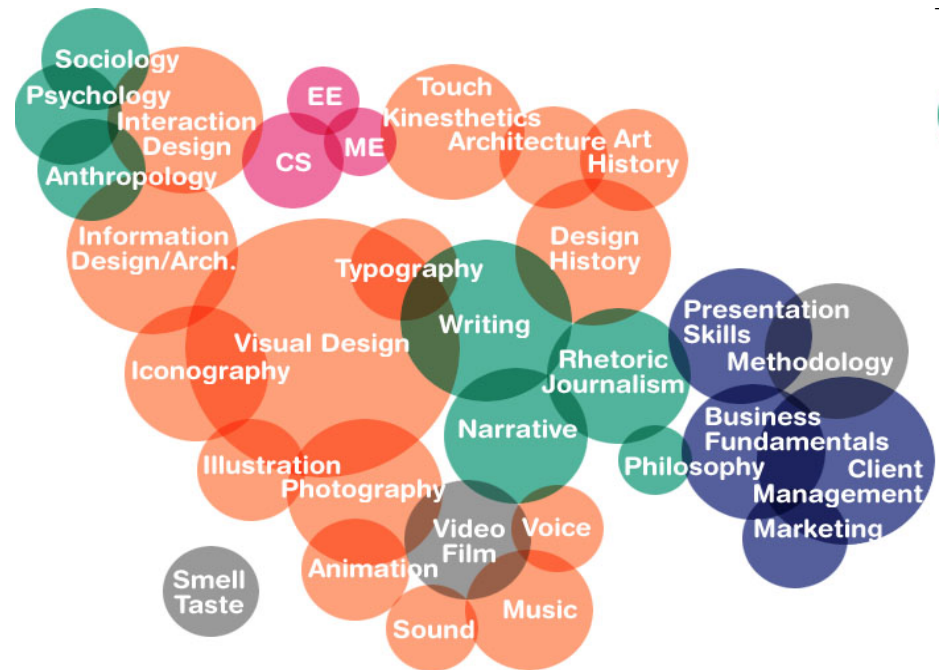 Sociology
Psychology
Interaction
Design
Anthropology
EE
CS
ME
Touch
Kinesthetics
Architecture
Art
History
Information
Design/Arch.
Typography
Design
History
Visual Design
Writing
Iconography
Rhetoric
Journalism
Presentation
Skills
Methodology
Illustration
Photography
Narrative
Philosophy
Business
Fundamentals
Client
Management
Marketing
Video
Film
Voice
Animation
Smell
Taste
Sound
Music